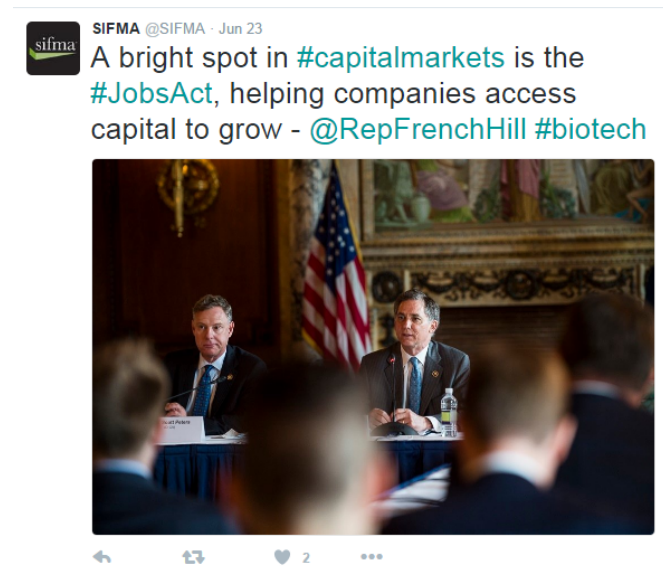 sifma
SIFMA @SIFMA · Jun 23
A bright spot in #capitalmarkets is the
#JobsAct, helping companies access
capital to grow - @RepFrenchHill #biotech
Scott Peters
2